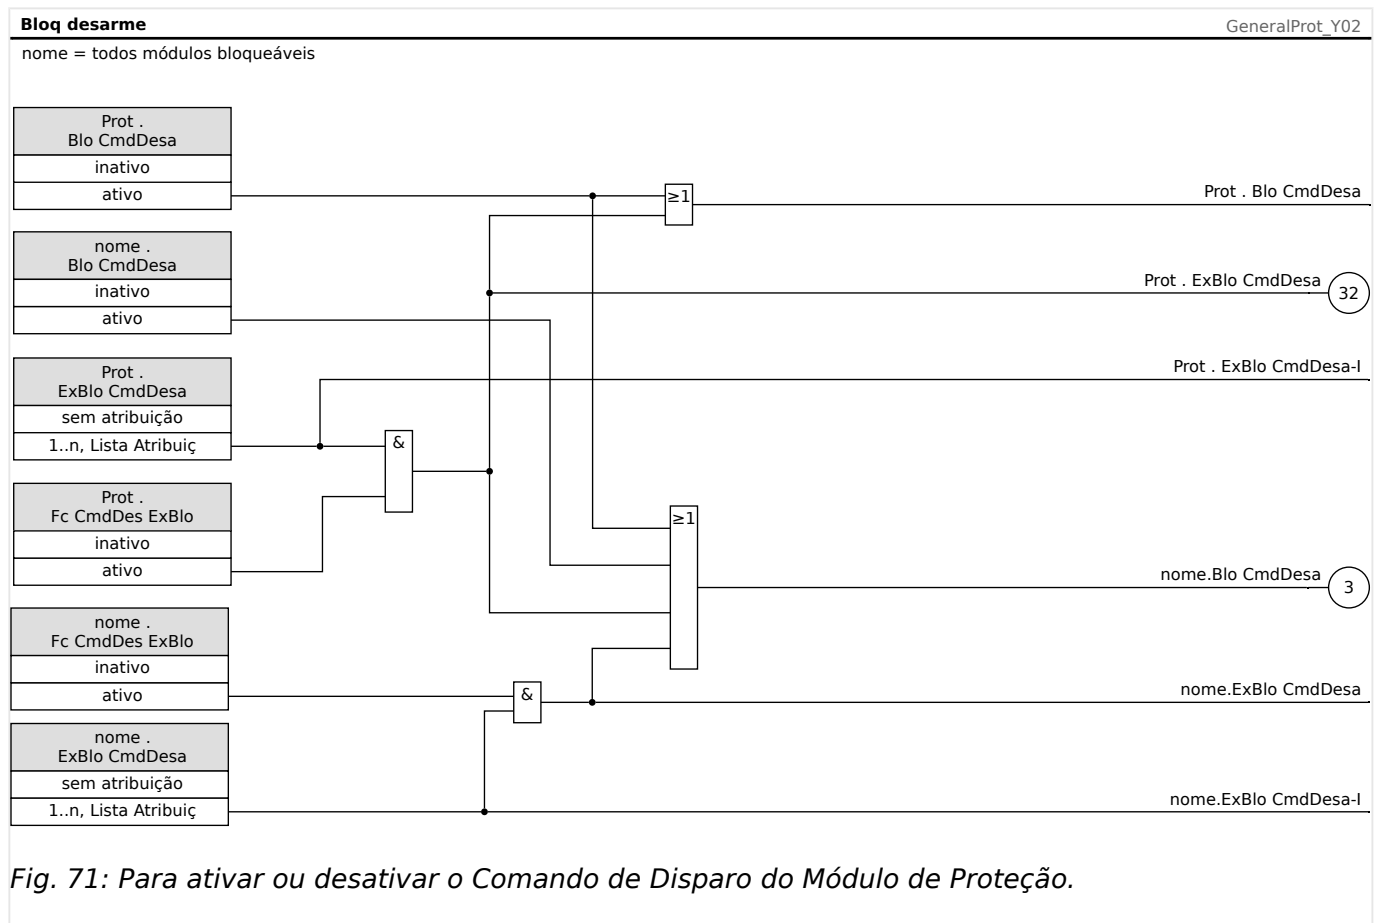 Bloq desarme
GeneralProt_Y02
nome = todos módulos bloqueáveis
Prot .
Blo CmdDesa
inativo
ativo
≥1
Prot . Blo CmdDesa
nome .
Blo CmdDesa
inativo
ativo
Prot . ExBlo CmdDesa
32
Prot .
ExBlo CmdDesa
sem atribuição
1..n, Lista Atribuiç
&
Prot . ExBlo CmdDesa-I
Prot .
Fc CmdDes ExBlo
inativo
ativo
≥1
nome.Blo CmdDesa
3
nome .
Fc CmdDes ExBlo
inativo
ativo
&
nome.ExBlo CmdDesa
nome .
ExBlo CmdDesa
sem atribuição
1..n, Lista Atribuiç
nome.ExBlo CmdDesa-I
Fig. 71: Para ativar ou desativar o Comando de Disparo do Módulo de Proteção.